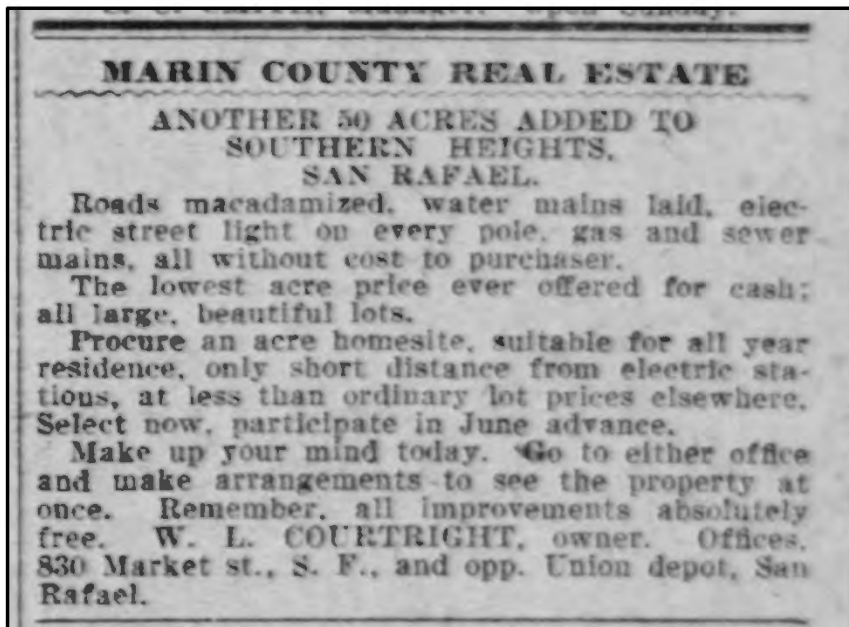 MARIN COUNTY REAL ESTATE
ANOTHER 50 ACRES ADDED TO
SOUTHERN HEIGHTS,
SAN RAFAEL.
Roads macadamized, water mains laid, elec-
tric street light on every pole, gas and sewer
mains, all without cost to purchaser.
The lowest acre price ever offered for cash;
all large, beautiful lots.
Procure an acre homesite, suitable for all year
residence, only short distance from electric sta-
tions, at less than ordinary lot prices elsewhere.
Select now, participate in June advance.
Make up your mind today. Go to either office
and make arrangements to see the property at
once. Remember, all improvements absolutely
free. W. L. COURTRIGHT, owner. Offices,
830 Market st., S. F., and opp. Union depot, San
Rafael.